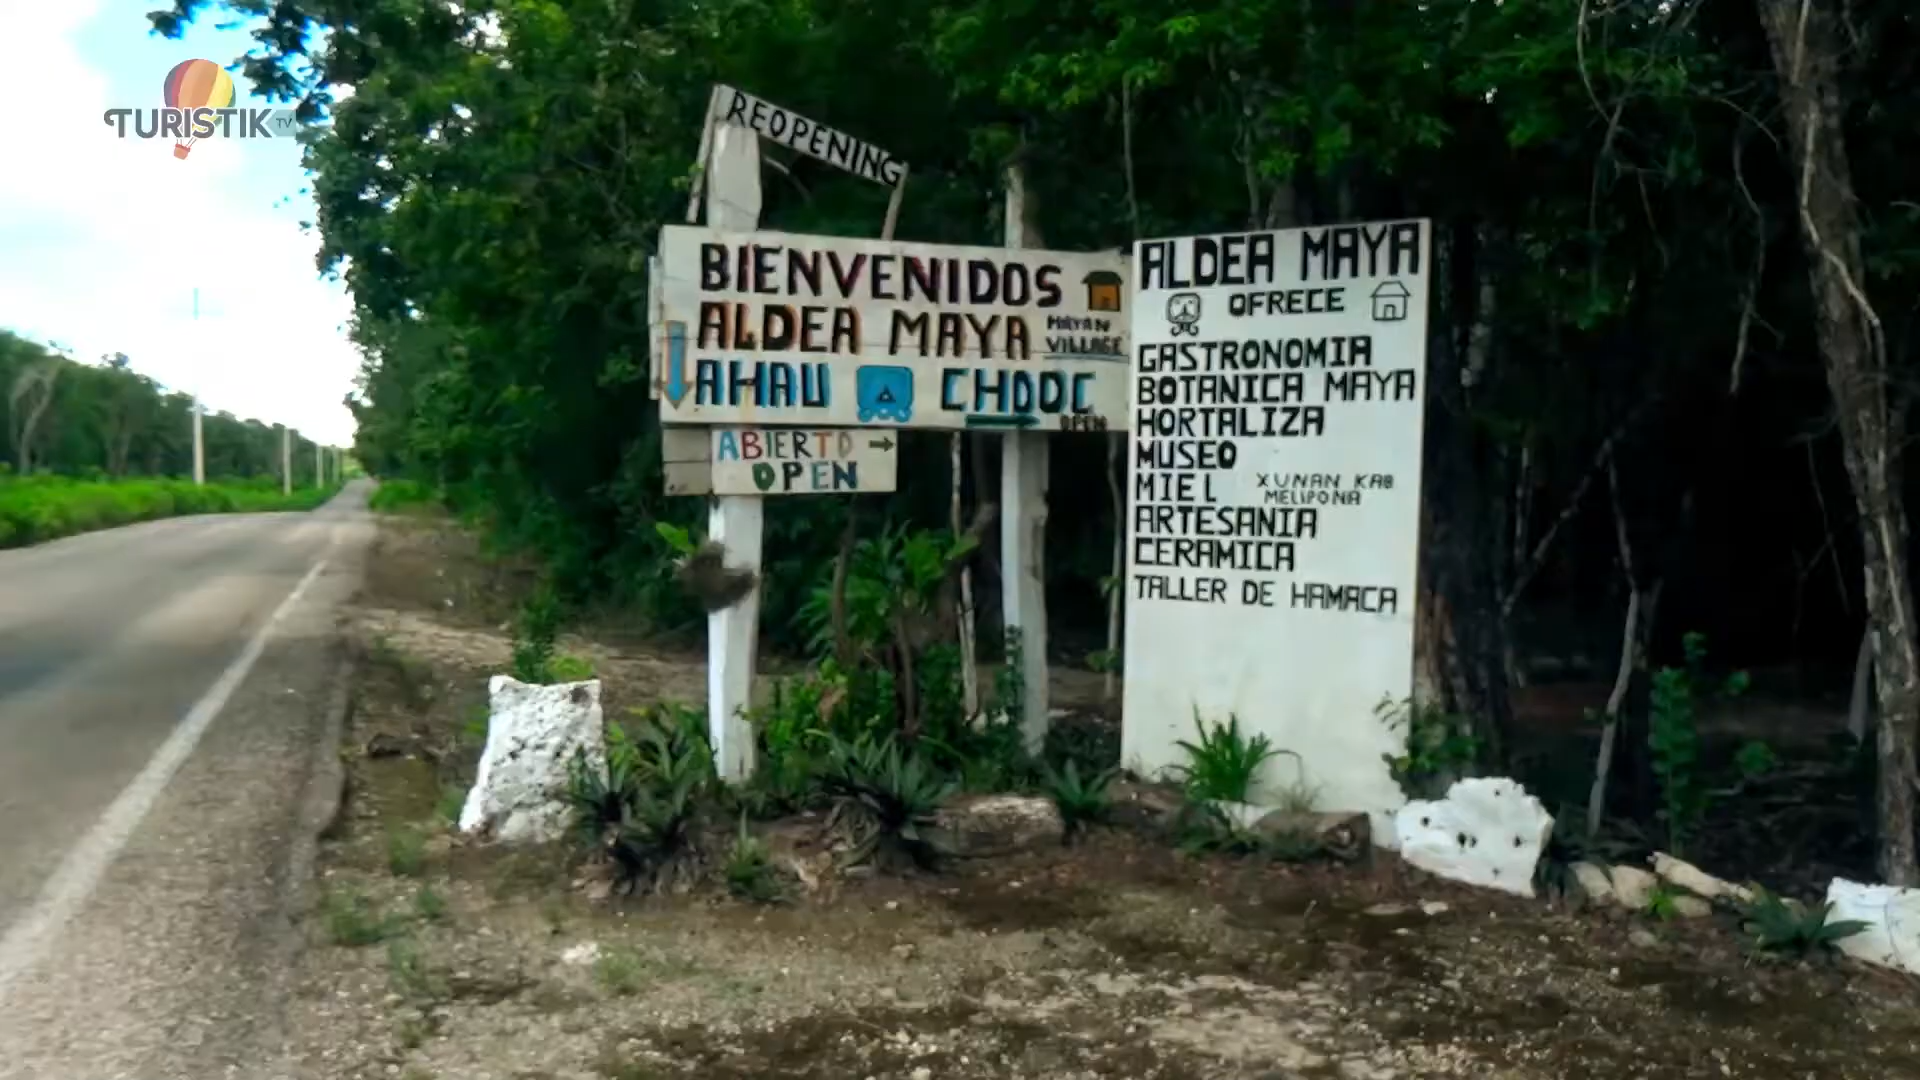 TURISTIK TV
REOPENING
BIENVENIDOS
ALDEA MAYA
MAYAN
VILLAGE
AHAU CHOOC
OPEN
ABIERTO
OPEN
ALDEA MAYA
OFRECE
GASTRONOMIA
BOTANICA MAYA
HORTALIZA
MUSEO
MIEL XUNAN KAB
MELIPONA
ARTESANIA
CERAMICA
TALLER DE HAMACA